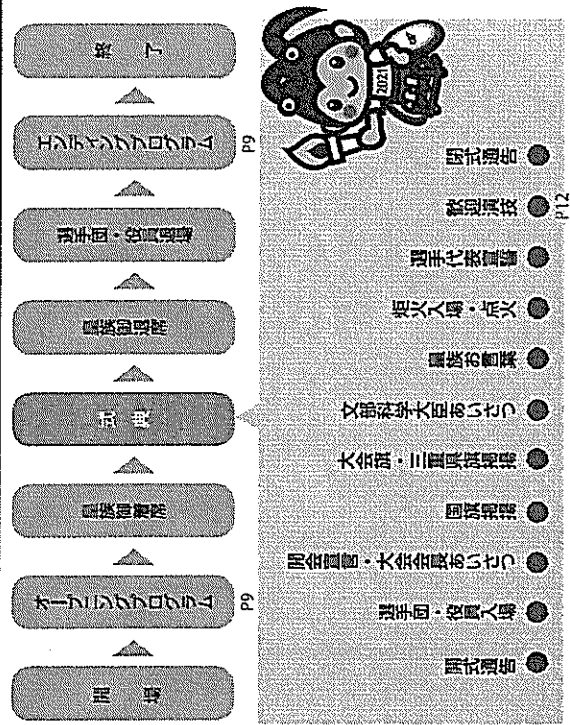 開場
オープニングプログラム
P9
皇族御着席
式典
皇族御退席
選手団・役員退場
エンディングプログラム
P9
終了
開式通告
選手団・役員入場
開会宣言・大会会長あいさつ
国旗掲揚
大会旗・三重県旗掲揚
文部科学大臣あいさつ
皇族お言葉
炬火入場・点火
選手代表宣誓
歓迎演技
P12
閉式通告
2021